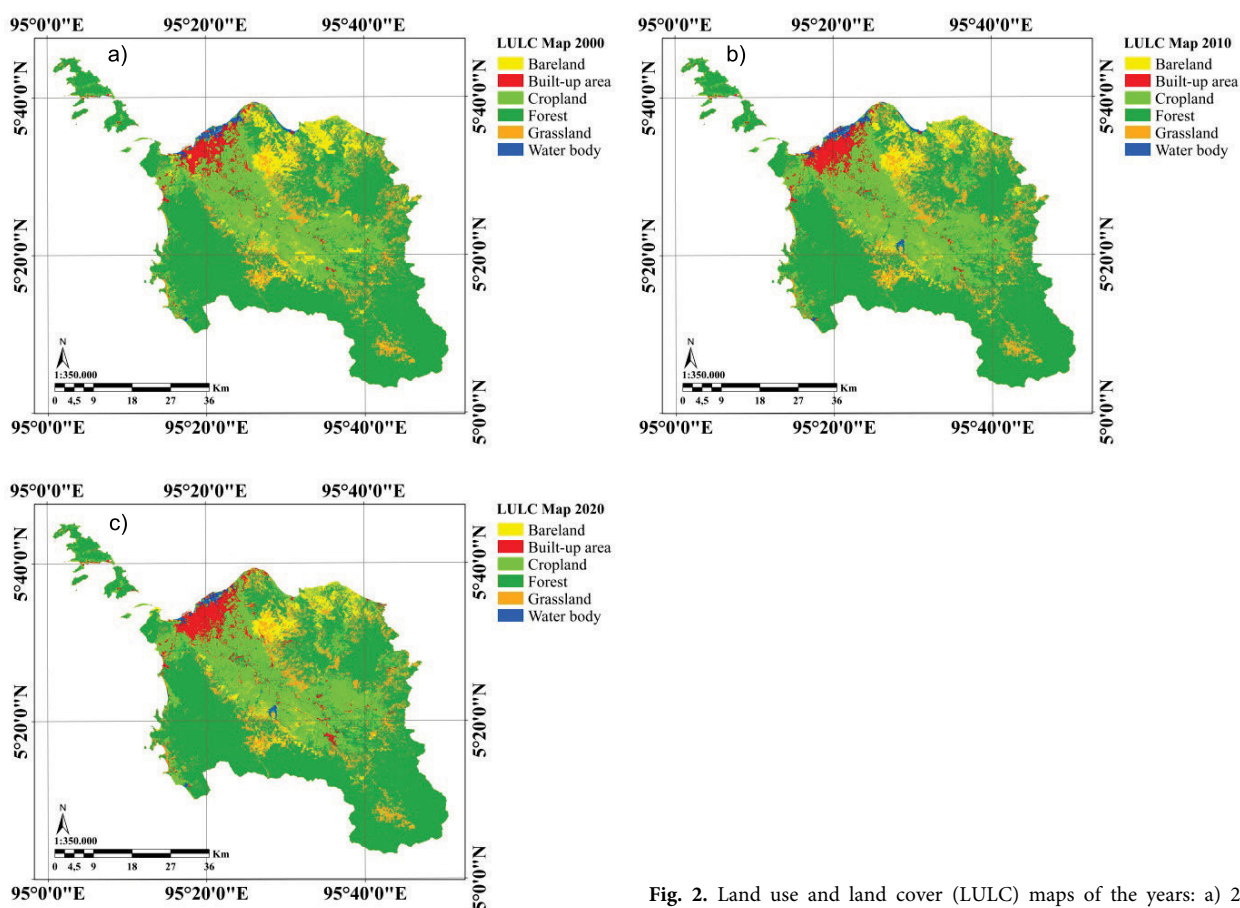 95°0'0"E 95°20'0"E 95°40'0"E
a)
LULC Map 2000
Bareland
Built-up area
Cropland
Forest
Grassland
Water body
5°40'0"N
5°20'0"N
5°0'0"N
N
1:350.000
Km
0 4,5 9 18 27 36
95°0'0"E 95°20'0"E 95°40'0"E
95°0'0"E 95°20'0"E 95°40'0"E
b)
LULC Map 2010
Bareland
Built-up area
Cropland
Forest
Grassland
Water body
5°40'0"N 5°40'0"N
5°20'0"N 5°20'0"N
5°0'0"N
N
1:350.000
Km
0 4,5 9 18 27 36
95°0'0"E 95°20'0"E 95°40'0"E
95°0'0"E 95°20'0"E 95°40'0"E
c)
LULC Map 2020
Bareland
Built-up area
Cropland
Forest
Grassland
Water body
5°40'0"N 5°40'0"N
5°20'0"N 5°20'0"N
5°0'0"N
N
1:350.000
Km
0 4,5 9 18 27 36
95°0'0"E 95°20'0"E 95°40'0"E
Fig. 2. Land use and land cover (LULC) maps of the years: a) 2